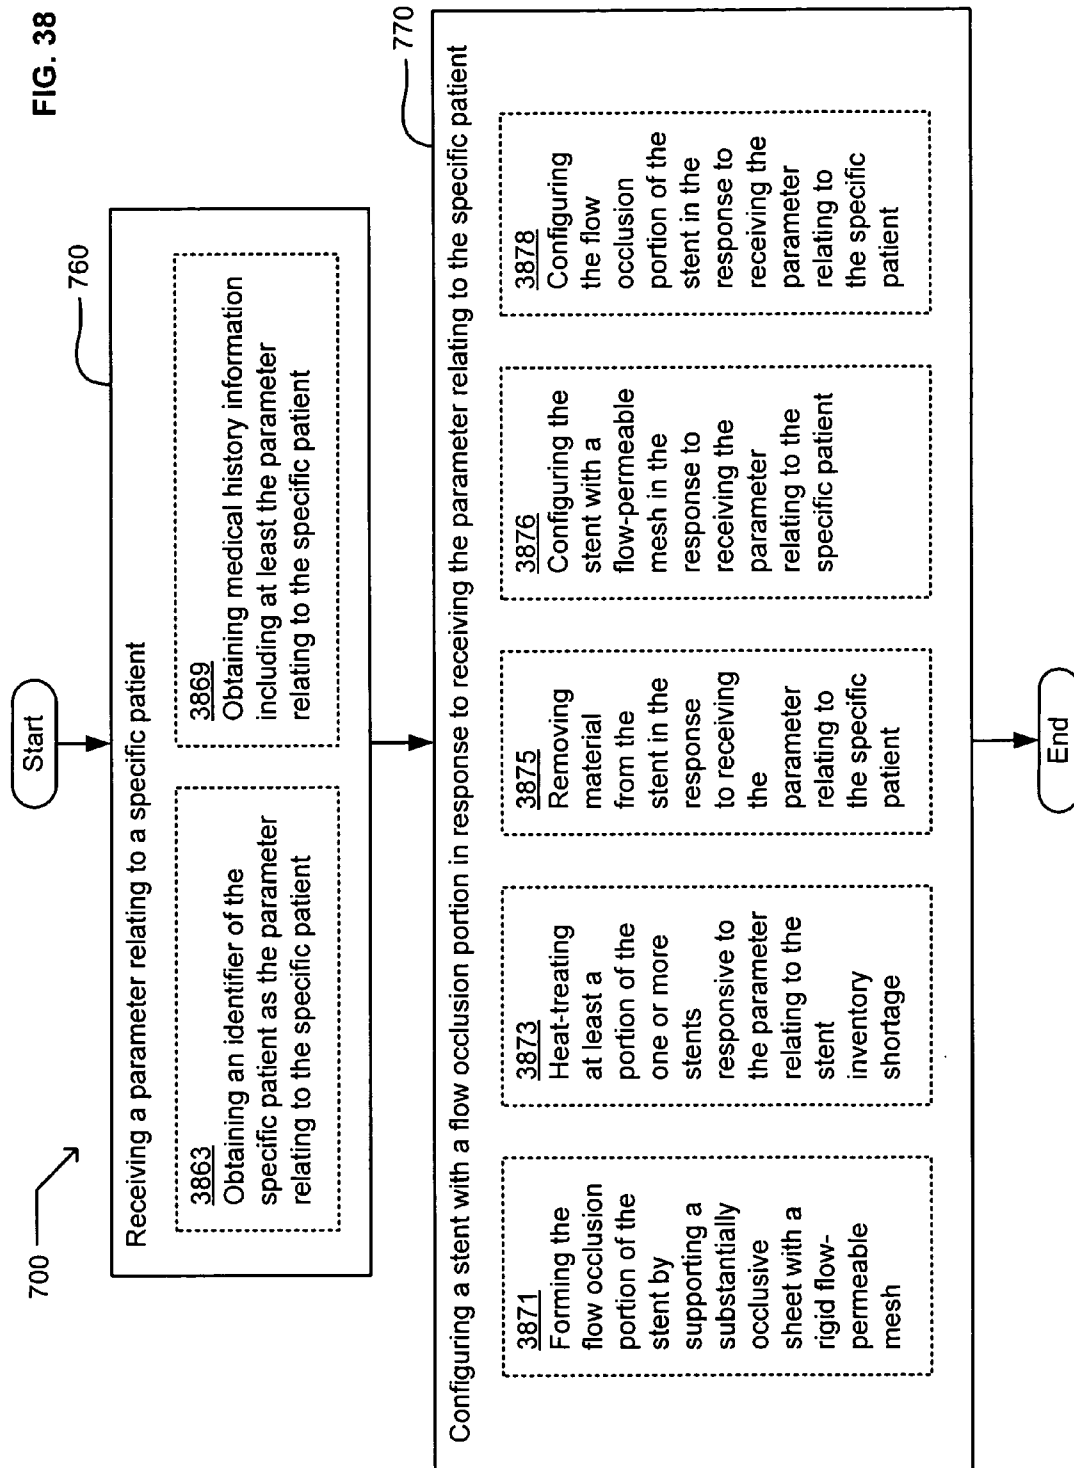 FIG. 38
700
Start
760
Receiving a parameter relating to a specific patient
3863
Obtaining an identifier of the
specific patient as the parameter
relating to the specific patient
3869
Obtaining medical history information
including at least the parameter
relating to the specific patient
770
Configuring a stent with a flow occlusion portion in response to receiving the parameter relating to the specific patient
3871
Forming the
flow occlusion
portion of the
stent by
supporting a
substantially
occlusive
sheet with a
rigid flow-
permeable
mesh
3873
Heat-treating
at least a
portion of the
one or more
stents
responsive to
the parameter
relating to the
stent
inventory
shortage
3875
Removing
material
from the
stent in the
response
to receiving
the
parameter
relating to
the specific
patient
3876
Configuring the
stent with a
flow-permeable
mesh in the
response to
receiving the
parameter
relating to the
specific patient
3878
Configuring
the flow
occlusion
portion of the
stent in the
response to
receiving the
parameter
relating to
the specific
patient
End